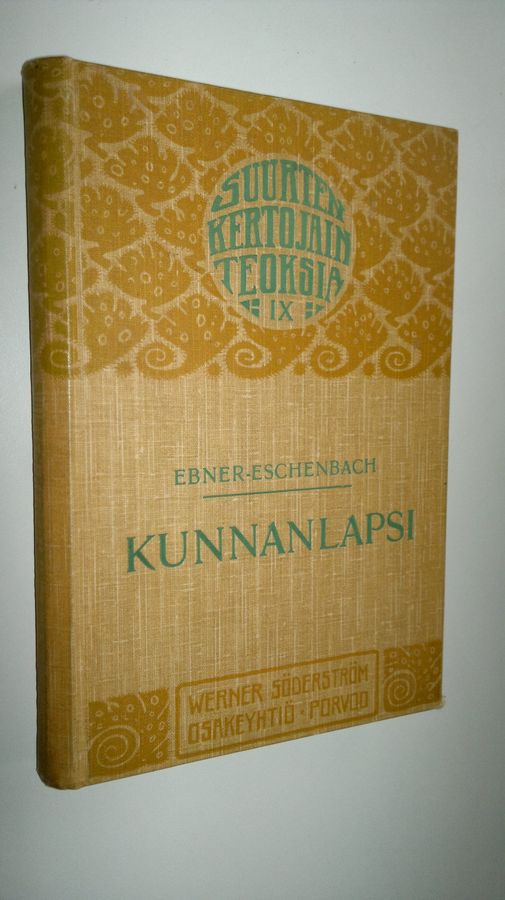 SUURTEN
KERTOJAIN
TEOKSIA
IX
EBNER-ESCHENBACH
KUNNANLAPSI
WERNER SÖDERSTRÖM
OSAKEYHTIÖ · PORVOO